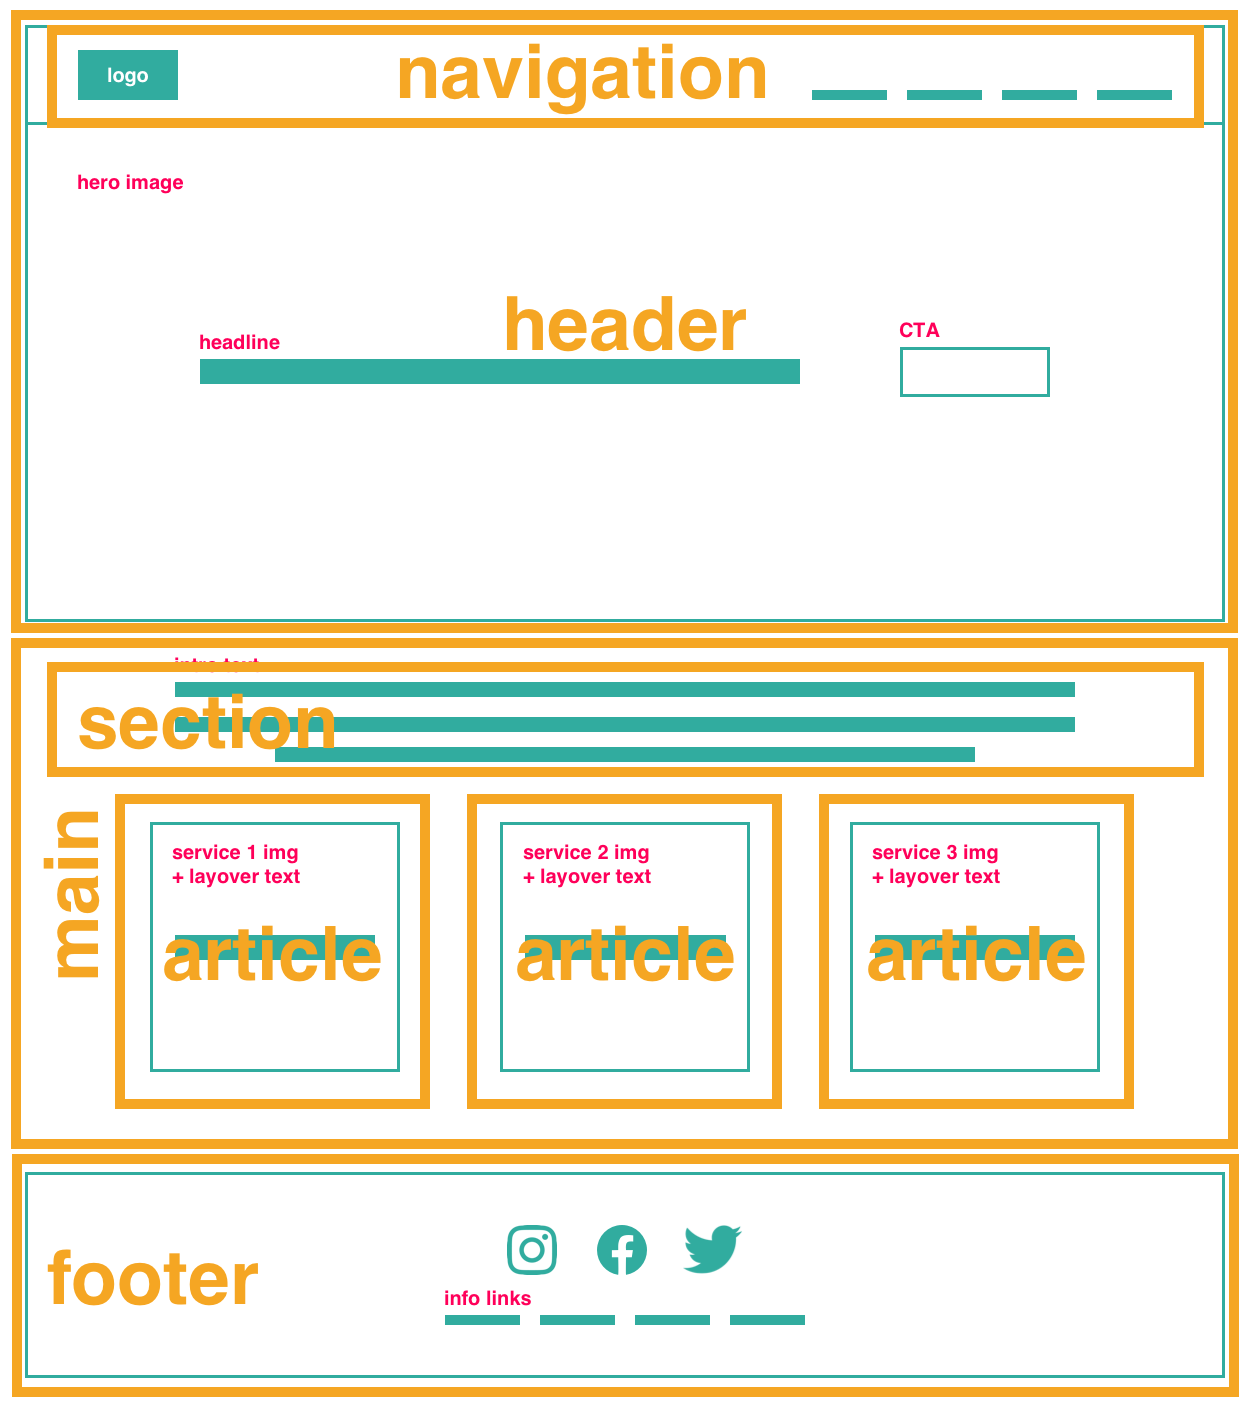 logo
navigation
hero image
header
headline
CTA
intro text
section
main
service 1 img
+ layover text
article
service 2 img
+ layover text
article
service 3 img
+ layover text
article
footer
info links